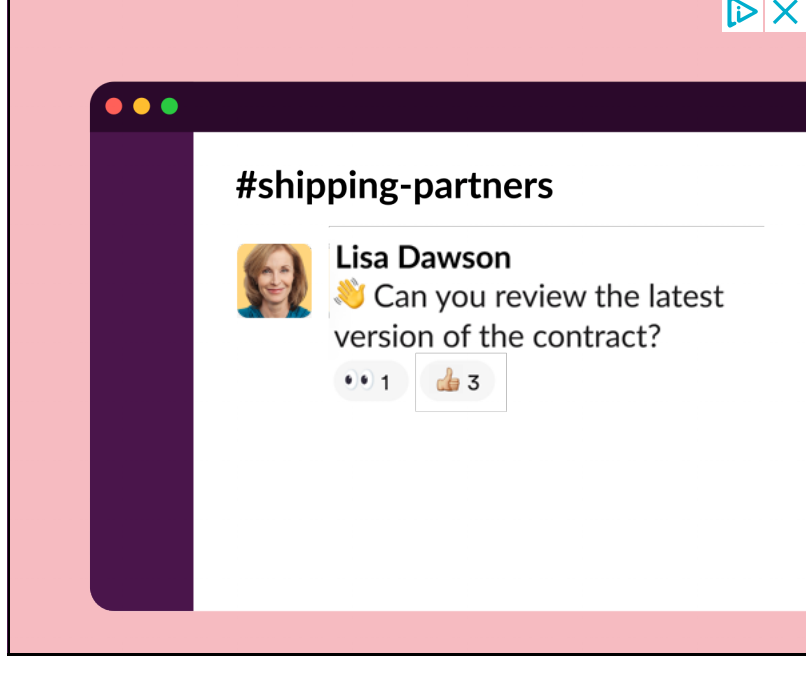 #shipping-partners
Lisa Dawson
👋 Can you review the latest
version of the contract?
👀 1 👍🏼 3